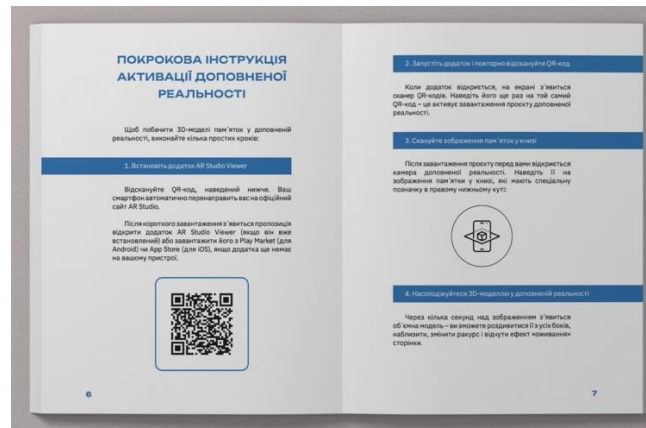 ПОКРОКОВА ІНСТРУКЦІЯ
АКТИВАЦІЇ ДОПОВНЕНОЇ
РЕАЛЬНОСТІ
Щоб побачити 3D-моделі пам'яток у доповненій
реальності, виконайте кілька простих кроків:
1. Встановіть додаток AR Studio Viewer
Відскануйте QR-код, наведений нижче. Ваш
смартфон автоматично перенаправить вас на офіційний
сайт AR Studio.
Після короткого завантаження з'явиться пропозиція
відкрити додаток AR Studio Viewer (якщо він вже
встановлений) або завантажити його з Play Market (для
Android) чи App Store (для iOS), якщо додатка ще немає
на вашому пристрої.
6
2. Запустіть додаток і повторно відскануйте QR-код
Коли додаток відкриється, на екрані з'явиться
сканер QR-кодів. Наведіть його ще раз на той самий
QR-код – це активує завантаження проєкту доповненої
реальності.
3. Скануйте зображення пам'яток у книзі
Після завантаження проєкту перед вами відкриється
камера доповненої реальності. Наведіть її на
зображення пам'ятки у книзі, які мають спеціальну
позначку в правому нижньому куті:
4. Насолоджуйтеся 3D-моделлю у доповненій реальності
Через кілька секунд над зображенням з'явиться
об'ємна модель – ви зможете роздивитися її з усіх боків,
наблизити, змінити ракурс і відчути ефект «оживання»
сторінки.
7